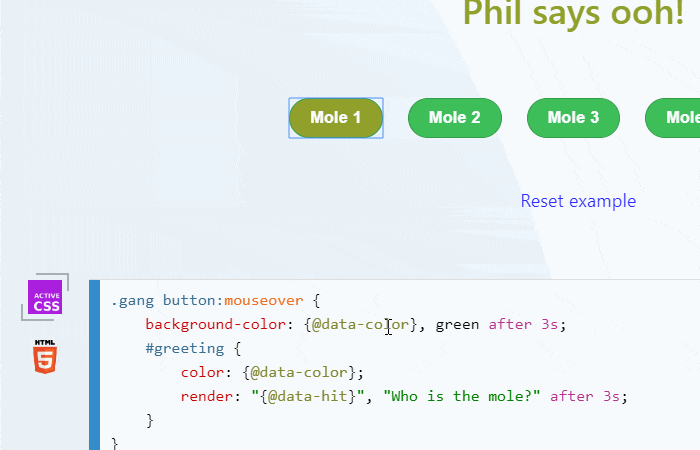 Phil says ooh!
Mole 1 Mole 2 Mole 3 Mole
Reset example
ACTIVE
CSS
HTML
5
.gang button:mouseover {
background-color: {@data-color}, green after 3s;
#greeting {
color: {@data-color};
render: "{@data-hit}", "Who is the mole?" after 3s;
}
}